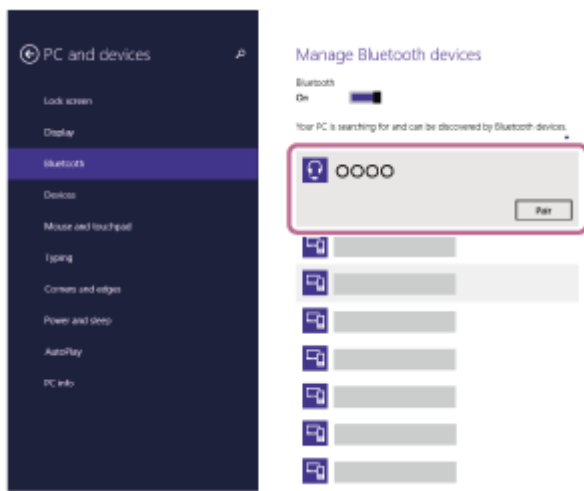 PC and devices
Lock screen
Display
Bluetooth
Devices
Mouse and touchpad
Typing
Corners and edges
Power and sleep
AutoPlay
PC info
Manage Bluetooth devices
Bluetooth
On
Your PC is searching for and can be discovered by Bluetooth devices.
OOOO
Pair